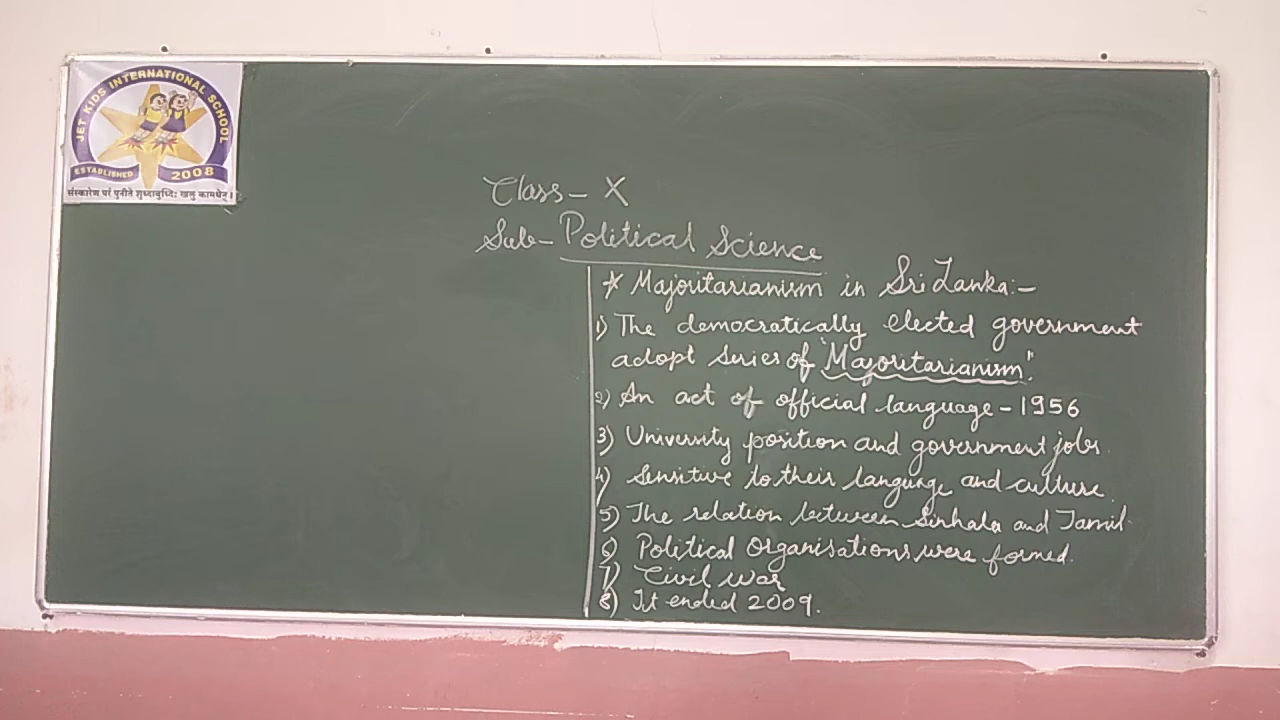 JET KIDS INTERNATIONAL SCHOOL
ESTABLISHED 2008
संस्कारेण परं पुनीते शुध्दाबुध्दिः खलु कामधेनु।
Class - X
Sub - Political Science
* Majoritarianism in Sri Lanka:-
1) The democratically elected government
adopt series of "Majoritarianism".
2) An act of official language - 1956
3) University position and government jobs.
4) Sensitive to their language and culture.
5) The relation between Sinhala and Tamil.
6) Political Organisations were formed.
7) Civil war
8) It ended 2009.